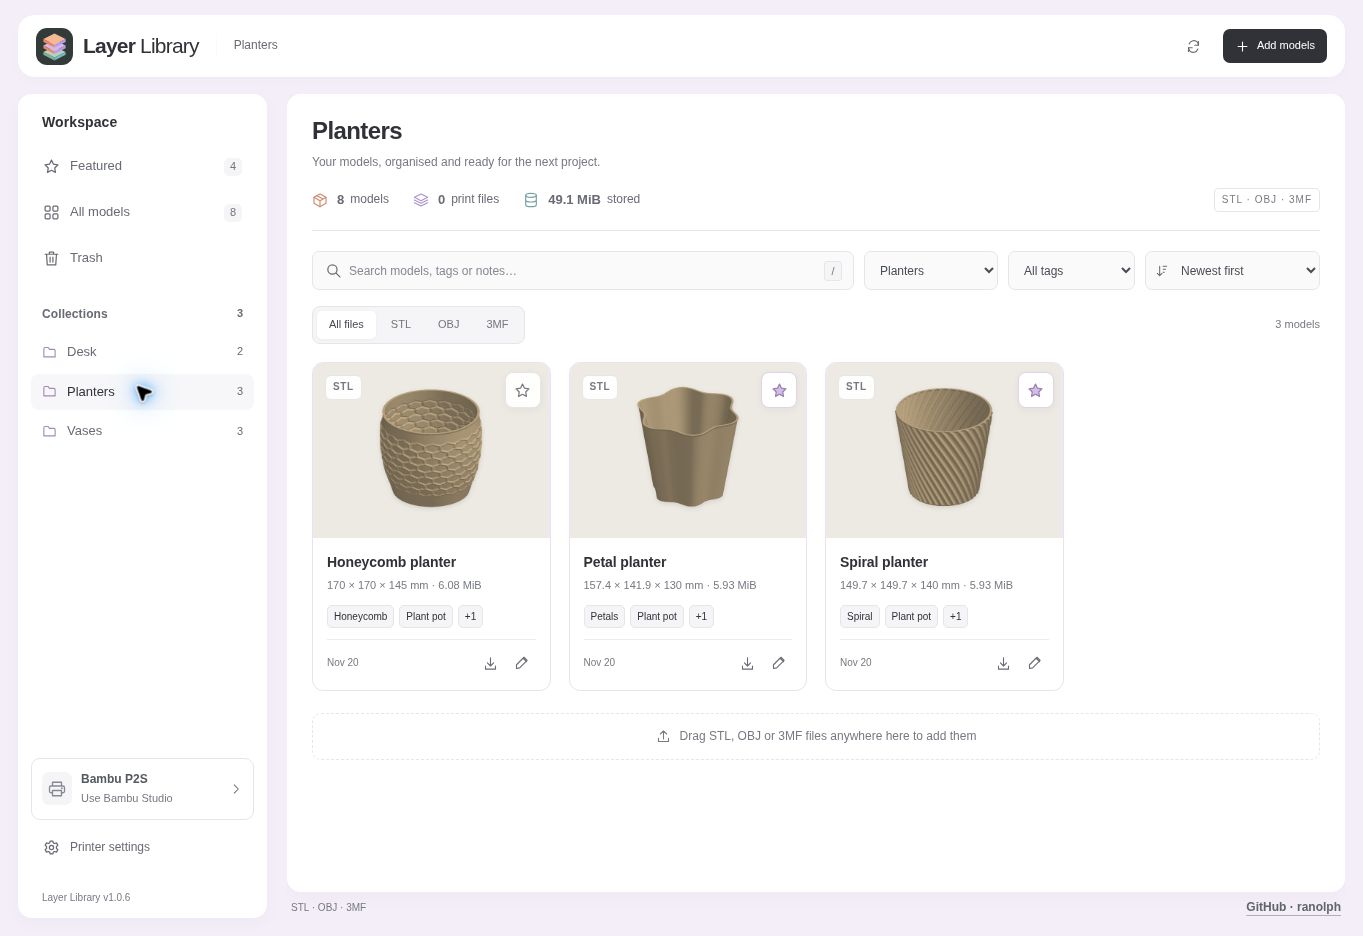 Layer Library
Planters
Add models
Workspace
Featured 4
All models 8
Trash
Collections 3
Desk 2
Planters 3
Vases 3
Bambu P2S
Use Bambu Studio
Printer settings
Layer Library v1.0.6
Planters
Your models, organised and ready for the next project.
8 models 0 print files 49.1 MiB stored STL · OBJ · 3MF
Search models, tags or notes… / Planters All tags Newest first
All files STL OBJ 3MF 3 models
STL
Honeycomb planter
170 × 170 × 145 mm · 6.08 MiB
Honeycomb Plant pot +1
Nov 20
STL
Petal planter
157.4 × 141.9 × 130 mm · 5.93 MiB
Petals Plant pot +1
Nov 20
STL
Spiral planter
149.7 × 149.7 × 140 mm · 5.93 MiB
Spiral Plant pot +1
Nov 20
Drag STL, OBJ or 3MF files anywhere here to add them
STL · OBJ · 3MF GitHub · ranolph